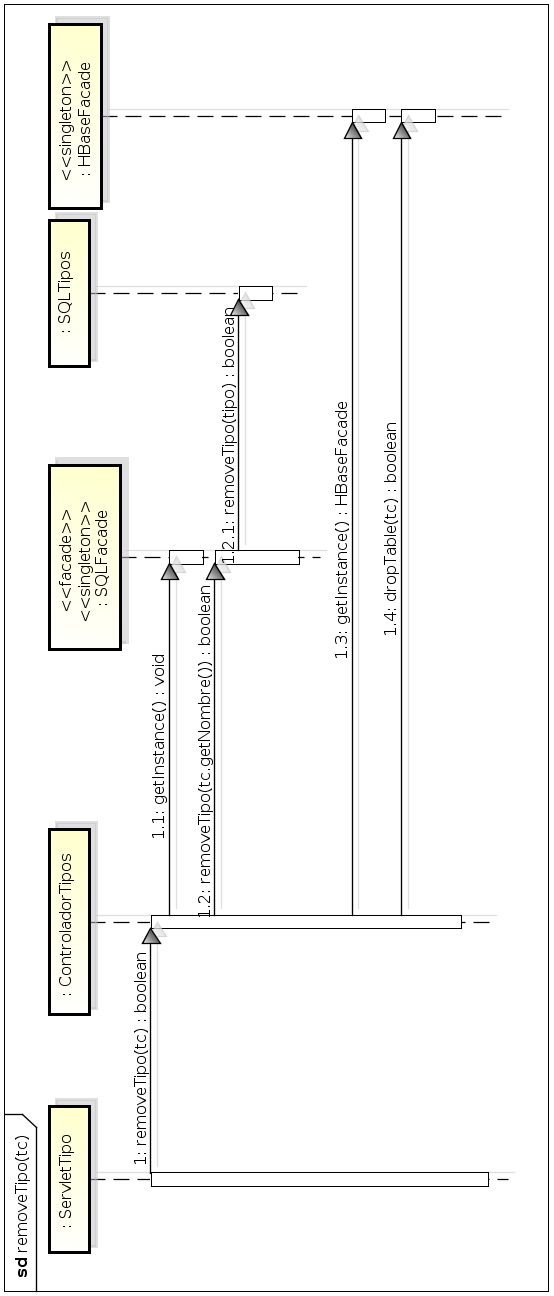 sd removeTipo(tc)
: ServletTipo
: ControladorTipos
<<facade>>
<<singleton>>
: SQLFacade
: SQLTipos
<<singleton>>
: HBaseFacade
1: removeTipo(tc) : boolean
1.1: getInstance() : void
1.2: removeTipo(tc.getNombre()) : boolean
1.2.1: removeTipo(tipo) : boolean
1.3: getInstance() : HBaseFacade
1.4: dropTable(tc) : boolean